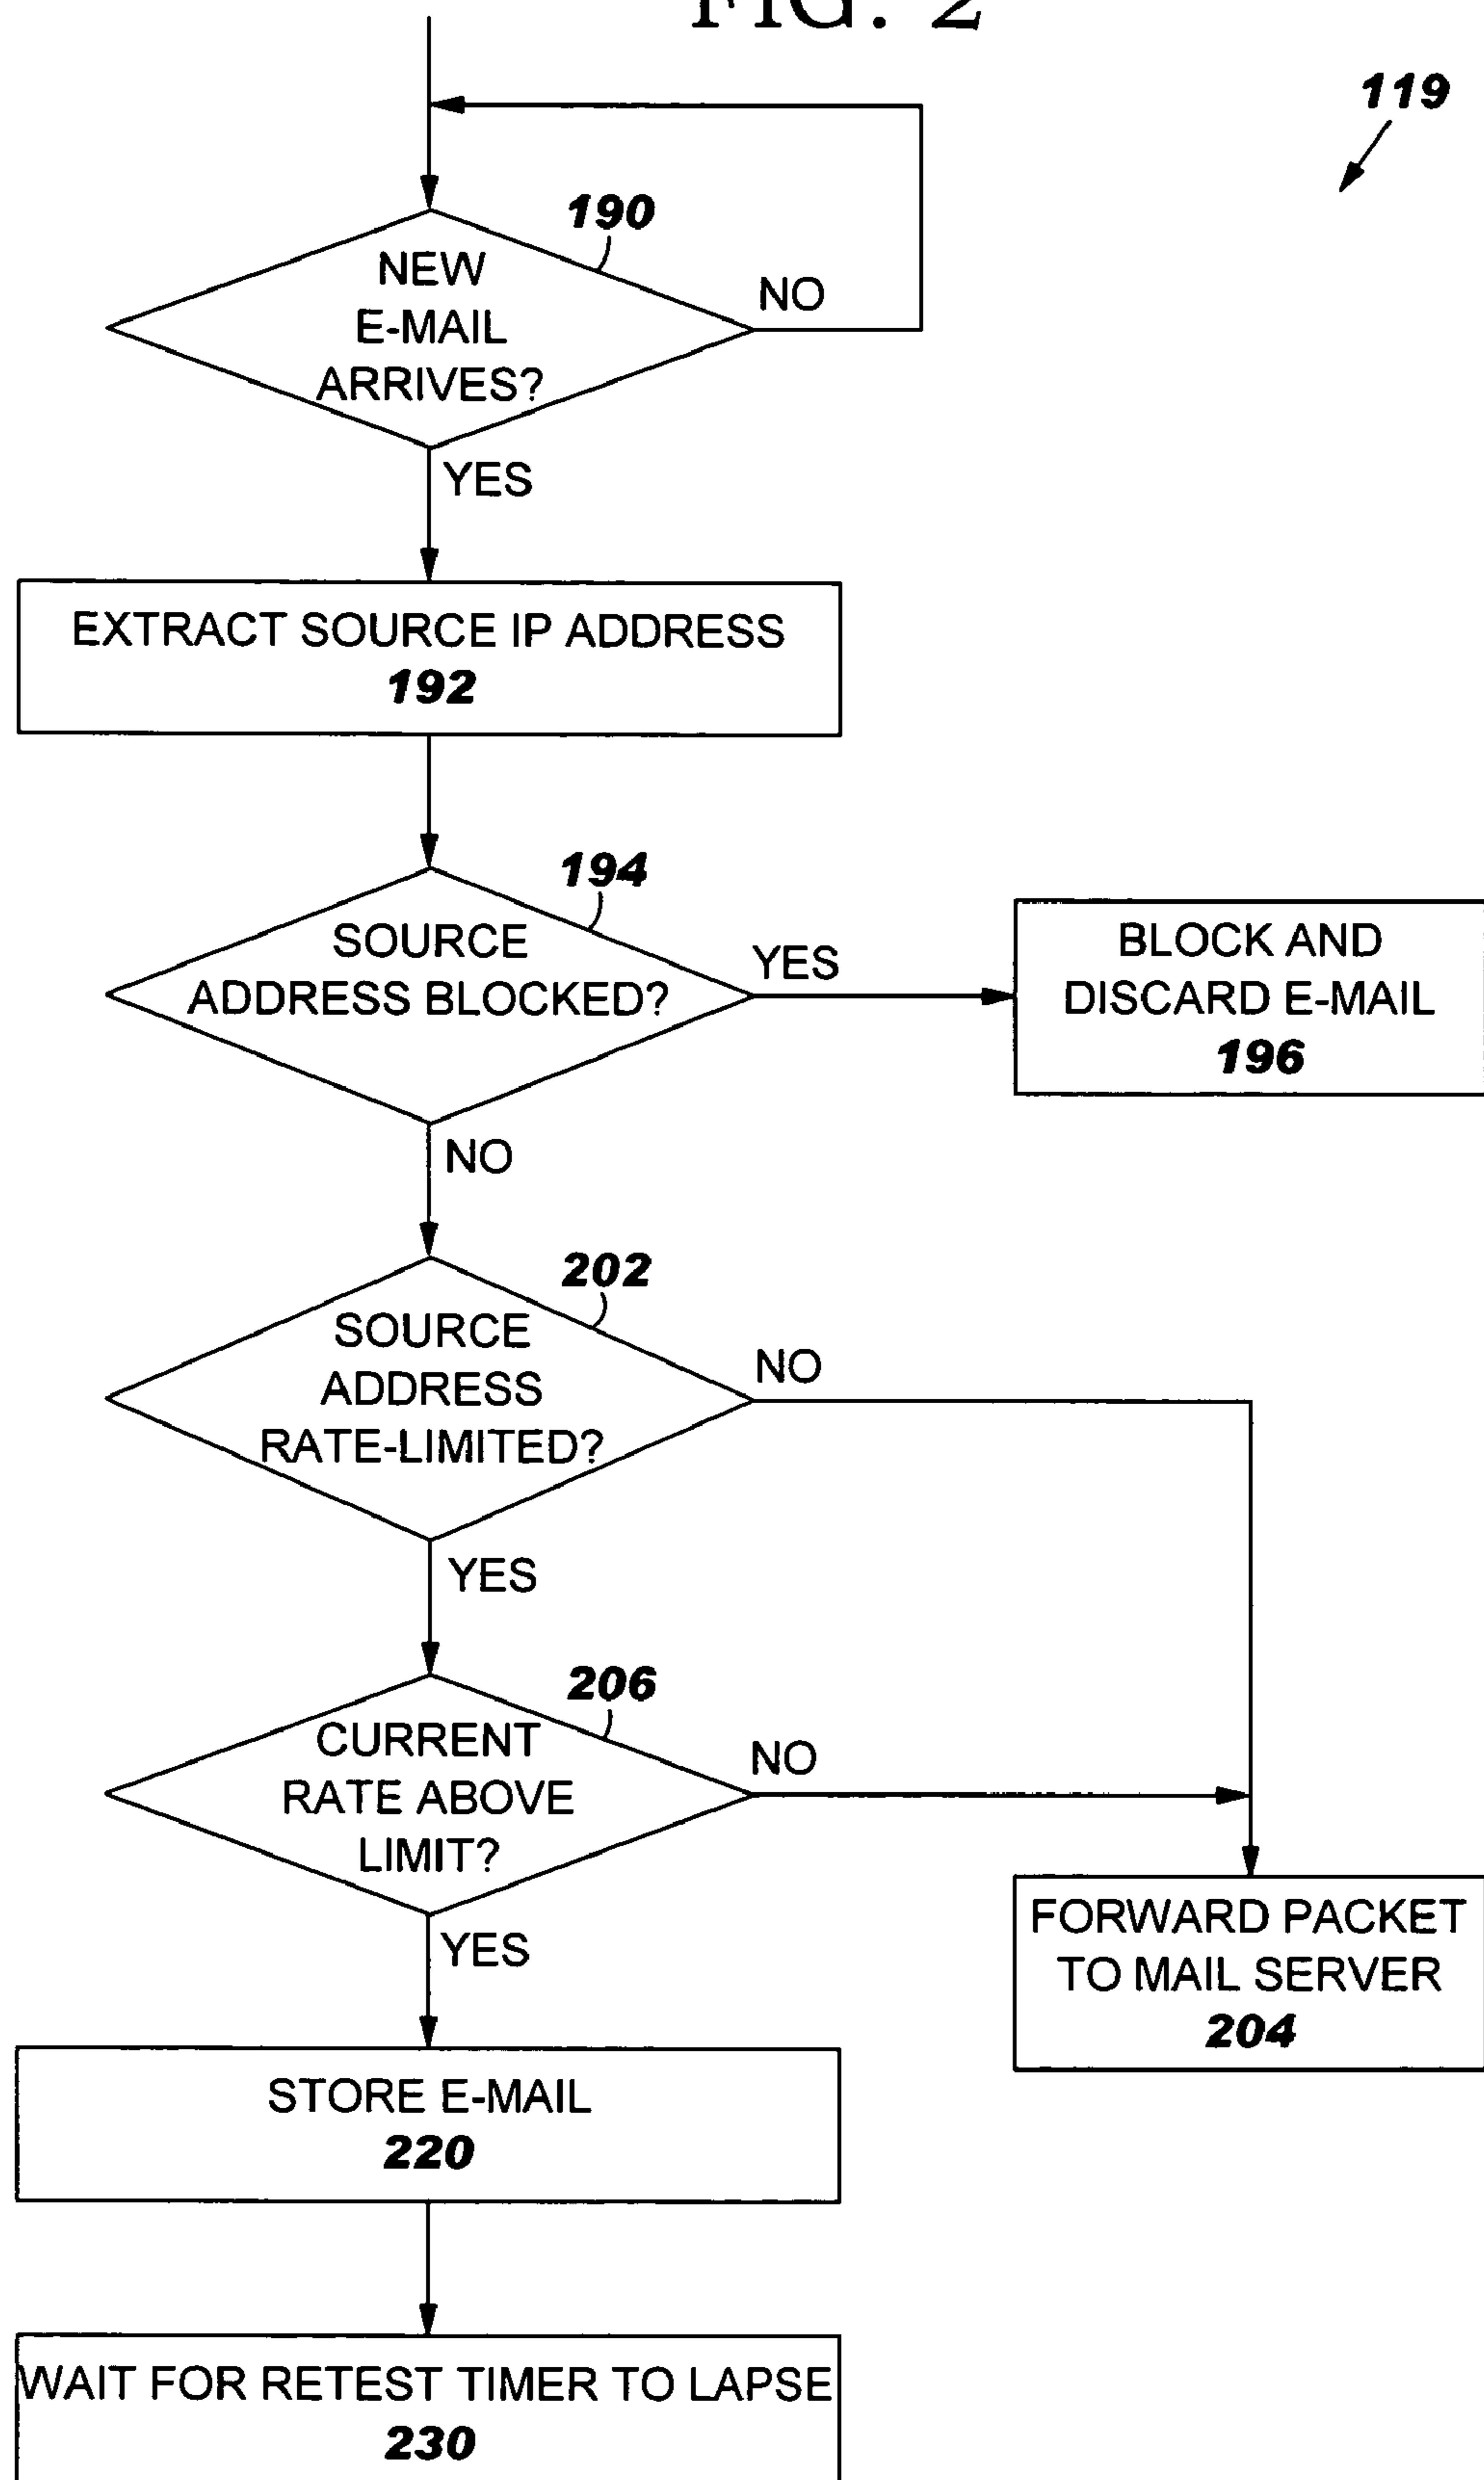 FIG. 2
119
190
NEW
E-MAIL
ARRIVES?
NO
YES
EXTRACT SOURCE IP ADDRESS
192
194
SOURCE
ADDRESS BLOCKED?
YES
BLOCK AND
DISCARD E-MAIL
196
NO
202
SOURCE
ADDRESS
RATE-LIMITED?
NO
YES
206
CURRENT
RATE ABOVE
LIMIT?
NO
YES
FORWARD PACKET
TO MAIL SERVER
204
STORE E-MAIL
220
WAIT FOR RETEST TIMER TO LAPSE
230